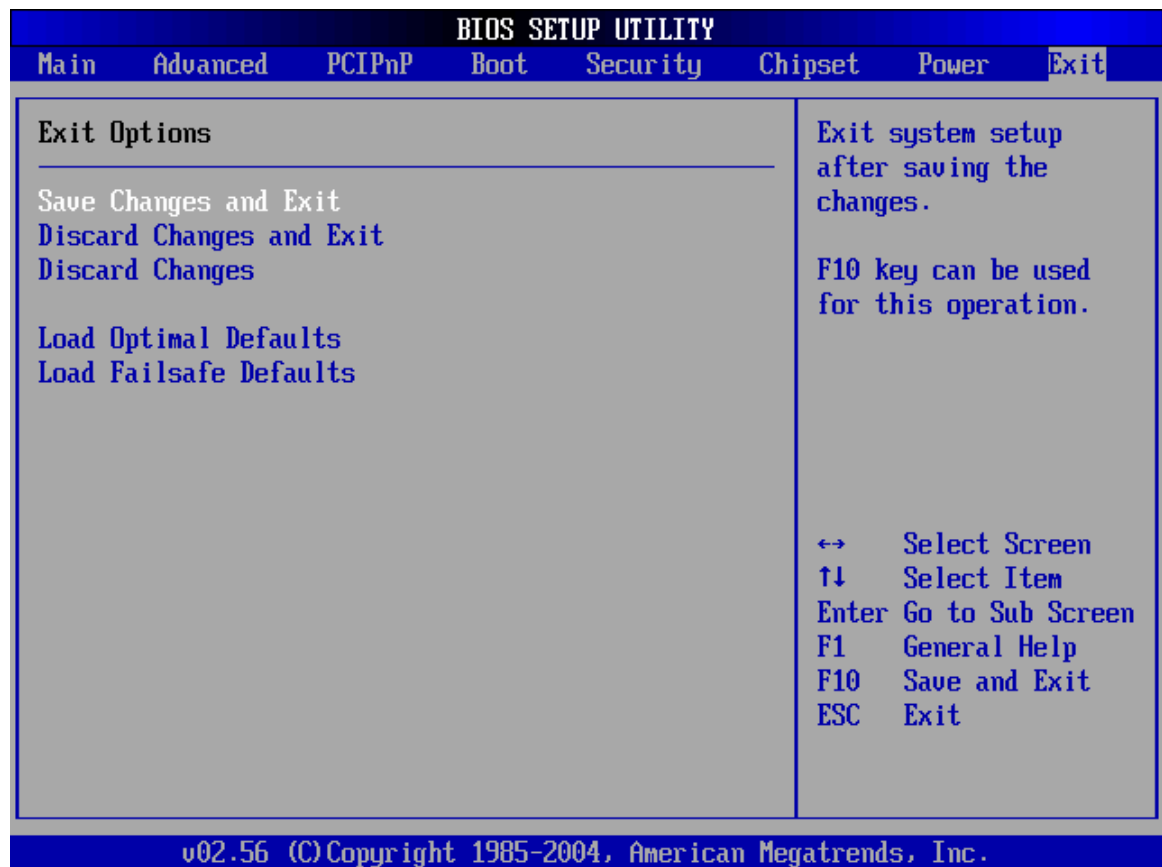 BIOS SETUP UTILITY
Main Advanced PCIPnP Boot Security Chipset Power Exit
Exit Options
Save Changes and Exit
Discard Changes and Exit
Discard Changes
Load Optimal Defaults
Load Failsafe Defaults
Exit system setup
after saving the
changes.
F10 key can be used
for this operation.
←→ Select Screen
↑↓ Select Item
Enter Go to Sub Screen
F1 General Help
F10 Save and Exit
ESC Exit
v02.56 (C)Copyright 1985-2004, American Megatrends, Inc.